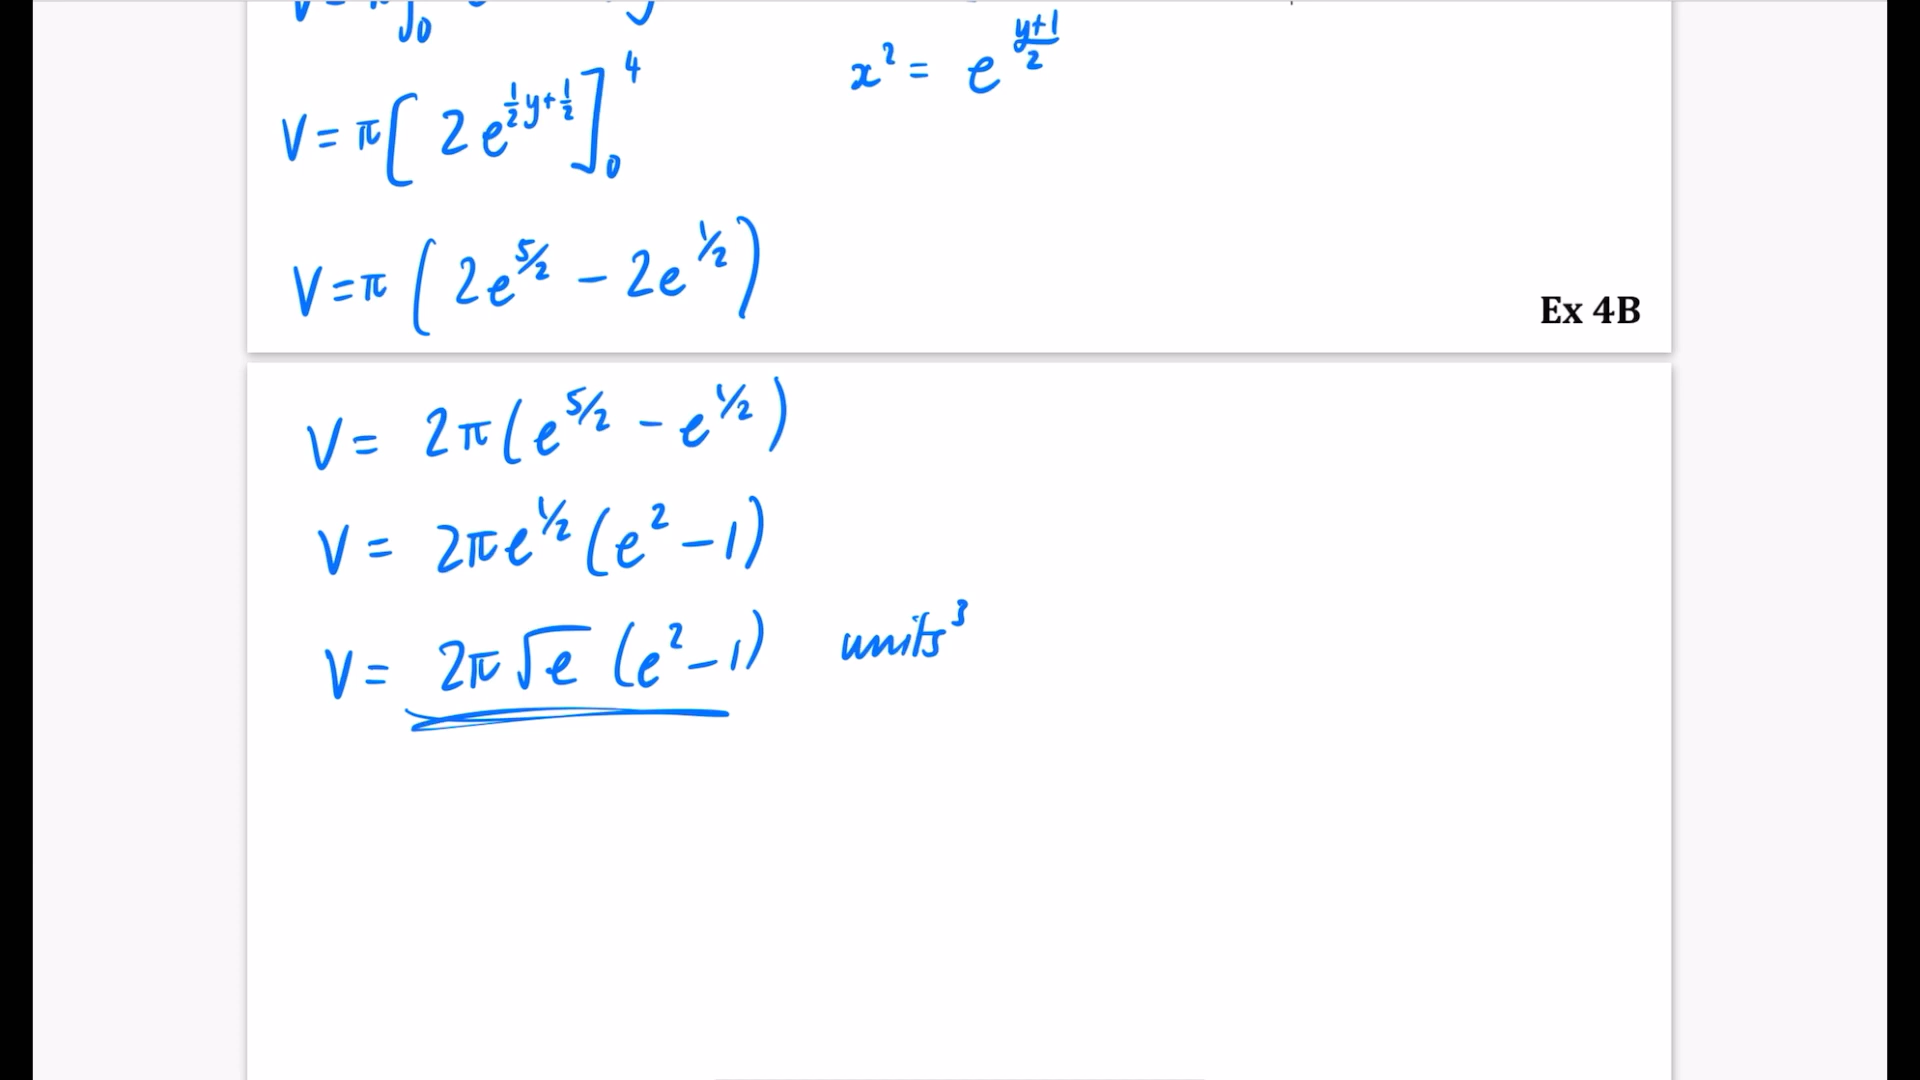 x² = e^((y+1)/2)
V = π[2e^(½y+½)]₀⁴
V = π(2e^(5/2) − 2e^(1/2))
Ex 4B
V = 2π(e^(5/2) − e^(1/2))
V = 2πe^(1/2)(e² − 1)
V = 2π√e (e² − 1) units³